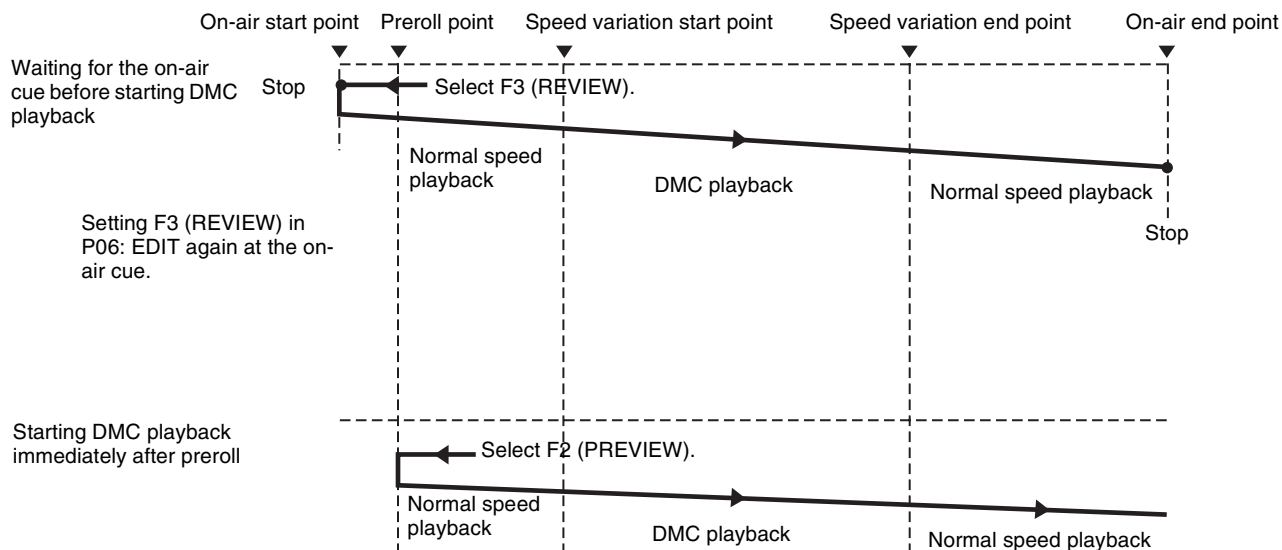 On-air start point
Preroll point
Speed variation start point
Speed variation end point
On-air end point
Waiting for the on-air
cue before starting DMC
playback
Stop
Select F3 (REVIEW).
Normal speed
playback
DMC playback
Normal speed playback
Stop
Setting F3 (REVIEW) in
P06: EDIT again at the on-
air cue.
Starting DMC playback
immediately after preroll
Select F2 (PREVIEW).
Normal speed
playback
DMC playback
Normal speed playback